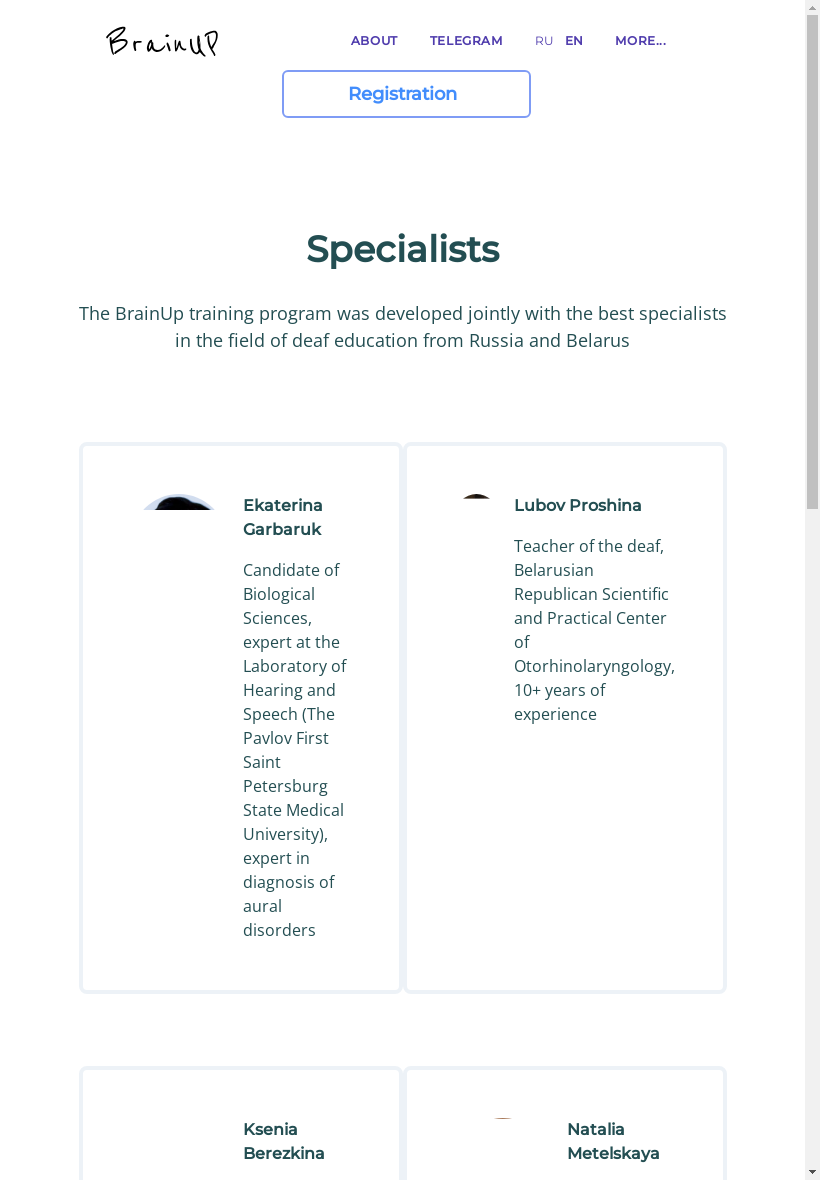 BrainUP
ABOUT TELEGRAM RU EN MORE...
Registration
Specialists
The BrainUp training program was developed jointly with the best specialists
in the field of deaf education from Russia and Belarus
Ekaterina
Garbaruk
Candidate of
Biological
Sciences,
expert at the
Laboratory of
Hearing and
Speech (The
Pavlov First
Saint
Petersburg
State Medical
University),
expert in
diagnosis of
aural
disorders
Lubov Proshina
Teacher of the deaf,
Belarusian
Republican Scientific
and Practical Center
of
Otorhinolaryngology,
10+ years of
experience
Ksenia
Berezkina
Natalia
Metelskaya